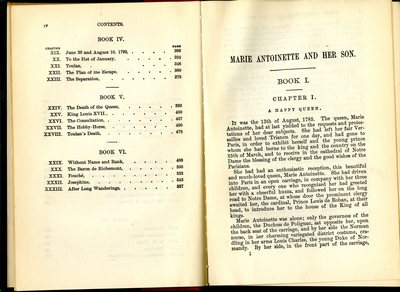 iv CONTENTS.
BOOK IV.
CHAPTER PAGE
XIX. June 20 and August 10, 1792, 296
XX. To the 21st of January, 324
XXI. Toulan, 346
XXII. The Plan of the Escape, 368
XXIII. The Separation, 376
BOOK V.
XXIV. The Death of the Queen, 392
XXV. King Louis XVII., 408
XXVI. The Consultation, 427
XXVII. The Hobby-Horse, 450
XXVIII. Toulan's Death, 478
BOOK VI.
XXIX. Without Name and Rank, 496
XXX. The Baron de Richemont, 505
XXXI. Fouché, 523
XXXII. Josephine, 543
XXXIII. After Long Wanderings, 557
MARIE ANTOINETTE AND HER SON.
BOOK I.
CHAPTER I.
A HAPPY QUEEN.
IT was the 13th of August, 1785. The queen, Marie
Antoinette, had at last yielded to the requests and protes-
tations of her dear subjects. She had left her fair Ver-
sailles and loved Trianon for one day, and had gone to
Paris, in order to exhibit herself and the young prince
whom she had borne to the king and the country on the
25th of March, and to receive in the cathedral of Notre
Dame the blessing of the clergy and the good wishes of the
Parisians.
She had had an enthusiastic reception, this beautiful
and much-loved queen, Marie Antoinette. She had driven
into Paris in an open carriage, in company with her three
children, and every one who recognized her had greeted
her with a cheerful huzza, and followed her on the long
road to Notre Dame, at whose door the prominent clergy
awaited her, the cardinal, Prince Louis de Rohan, at their
head, to introduce her to the house of the King of all
kings.
Marie Antoinette was alone; only the governess of the
children, the Duchess de Polignac, sat opposite her, upon
the back seat of the carriage, and by her side the Norman
nurse, in her charming variegated district costume, cra-
dling in her arms Louis Charles, the young Duke of Nor-
mandy. By her side, in the front part of the carriage,
1